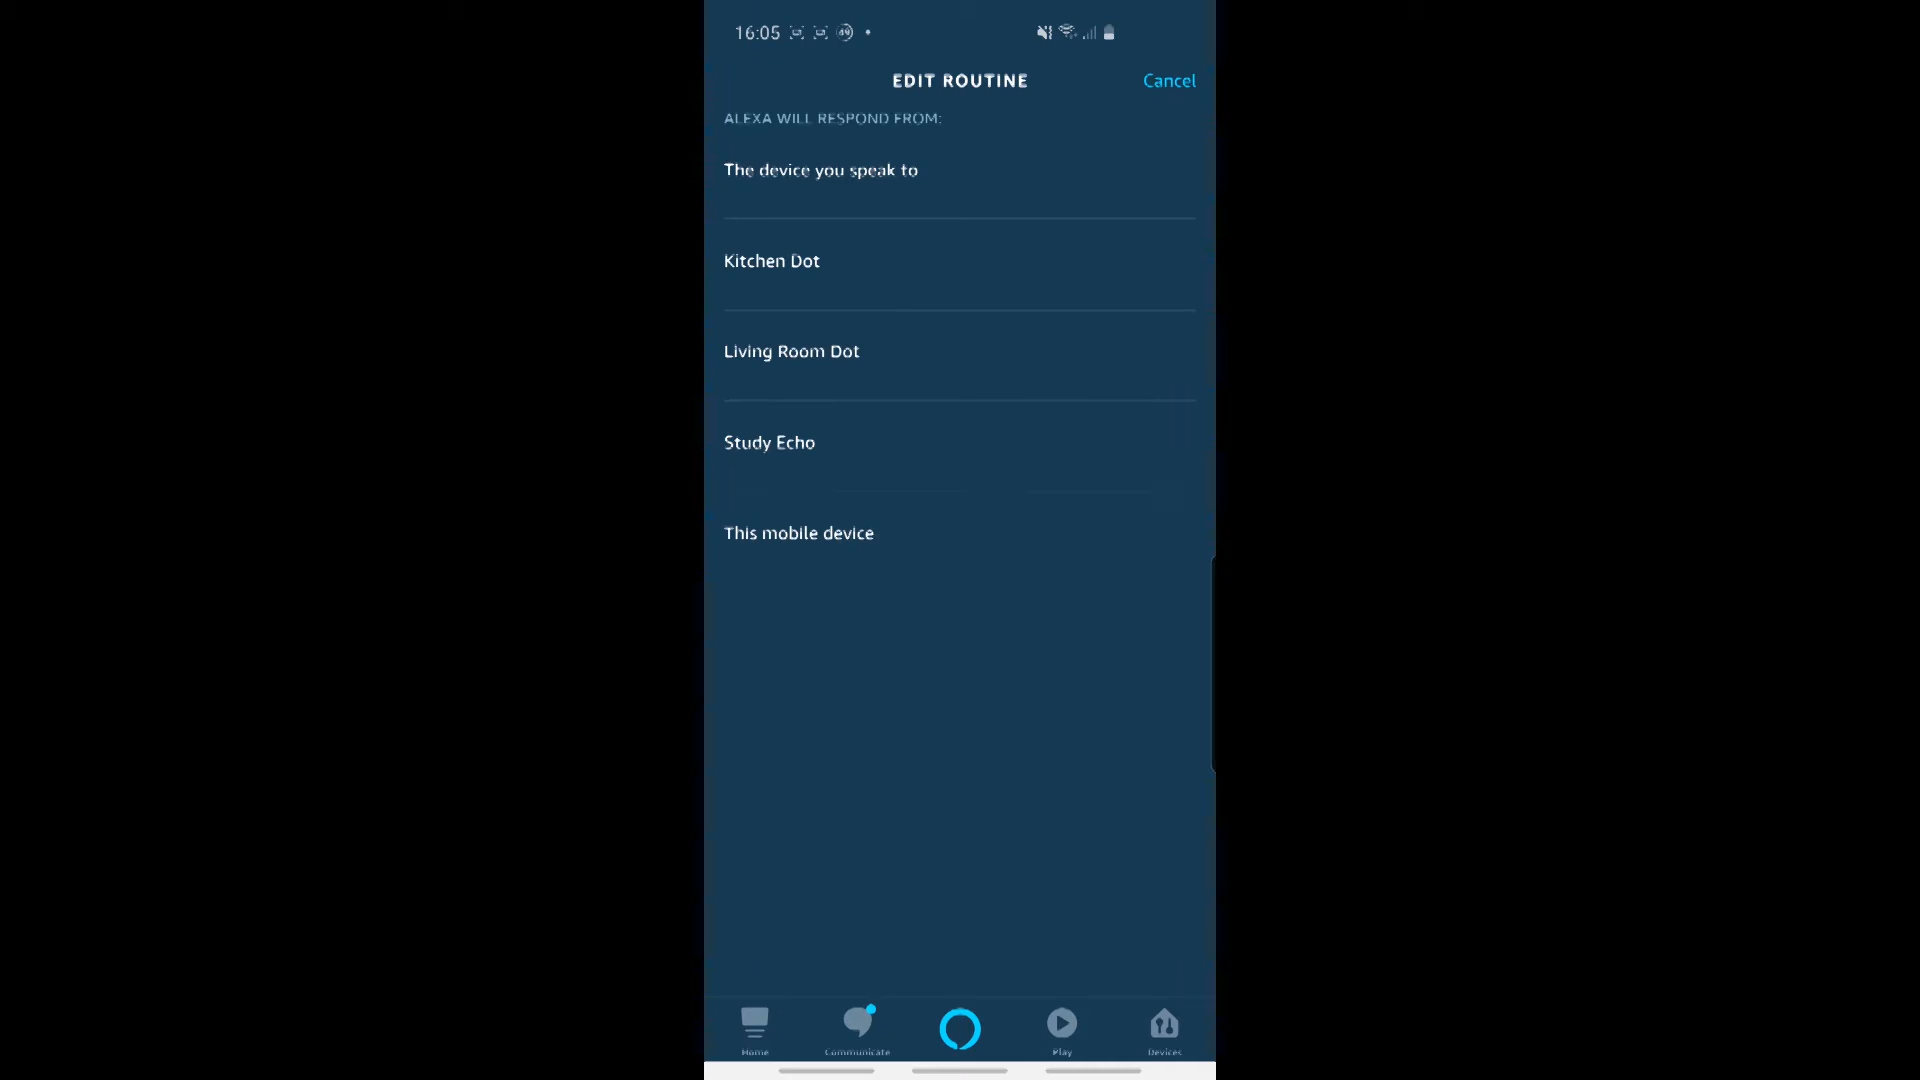 16:05
EDIT ROUTINE
Cancel
ALEXA WILL RESPOND FROM:
The device you speak to
Kitchen Dot
Living Room Dot
Study Echo
This mobile device
Home
Communicate
Play
Devices